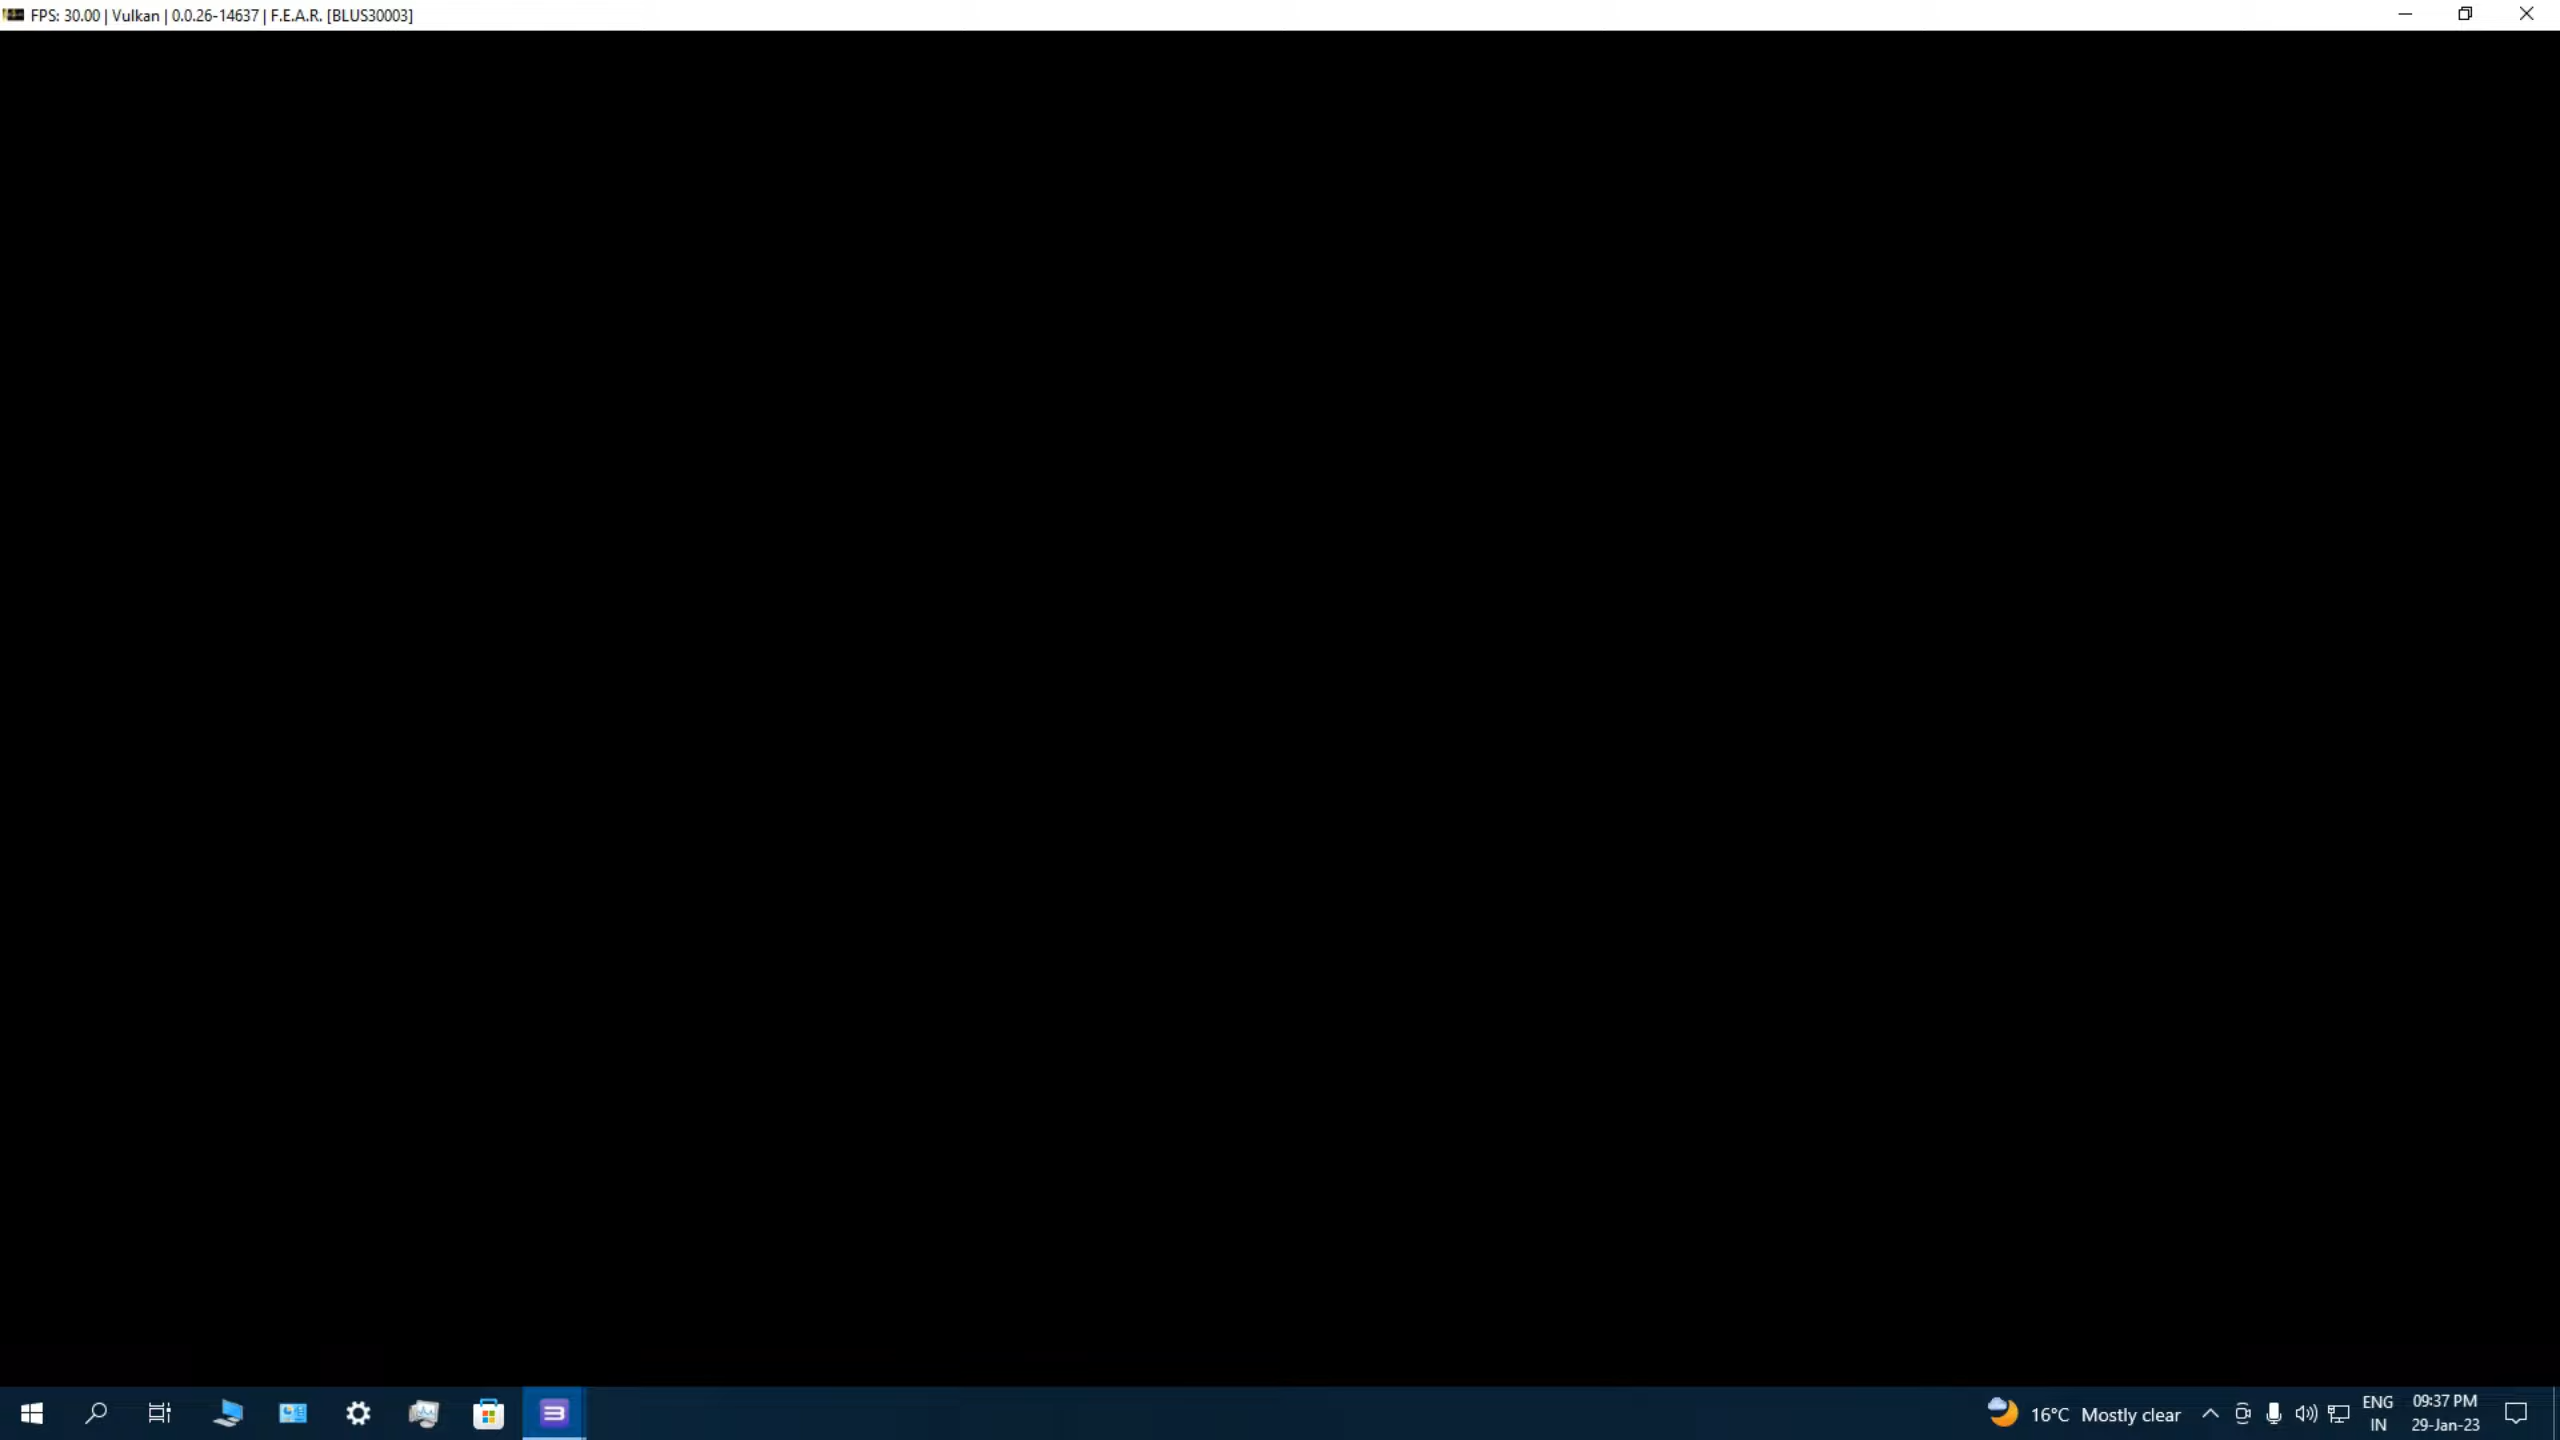 FPS: 30.00 | Vulkan | 0.0.26-14637 | F.E.A.R. [BLUS30003]
16°C Mostly clear
ENG
IN
09:37 PM
29-Jan-23